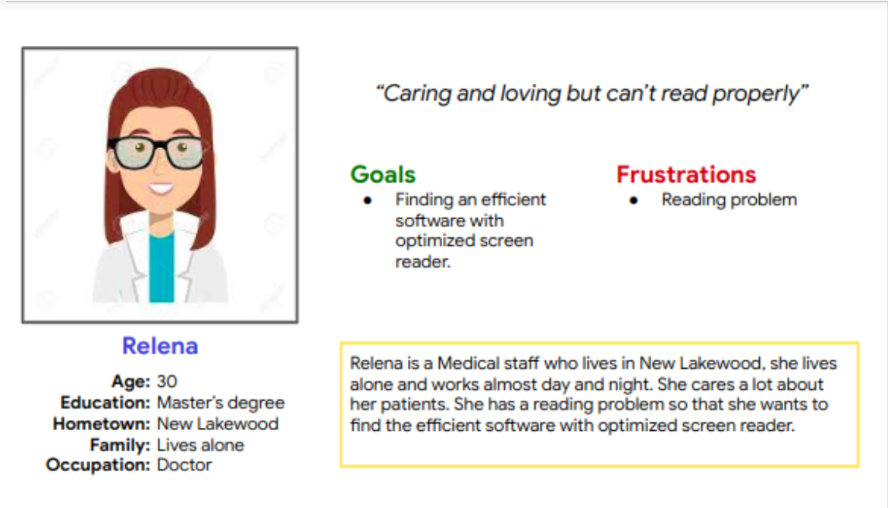 “Caring and loving but can’t read properly”
Goals
● Finding an efficient
software with
optimized screen
reader.
Frustrations
● Reading problem
Relena
Age: 30
Education: Master’s degree
Hometown: New Lakewood
Family: Lives alone
Occupation: Doctor
Relena is a Medical staff who lives in New Lakewood, she lives
alone and works almost day and night. She cares a lot about
her patients. She has a reading problem so that she wants to
find the efficient software with optimized screen reader.